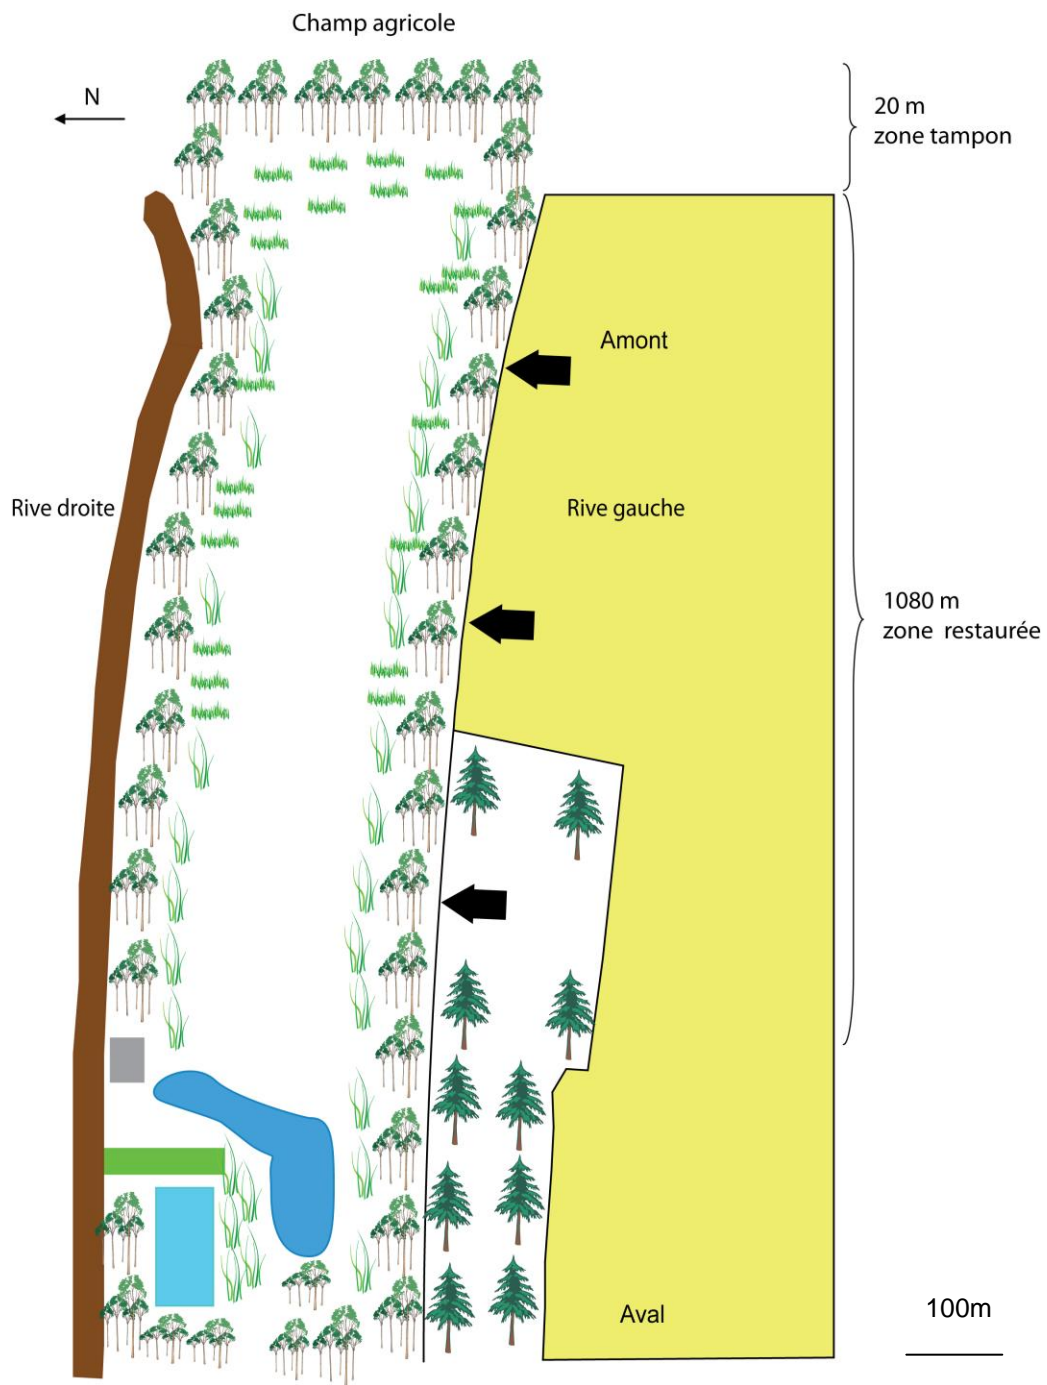 Champ agricole
N
20 m
zone tampon
Amont
Rive droite
Rive gauche
1080 m
zone restaurée
100m
Aval